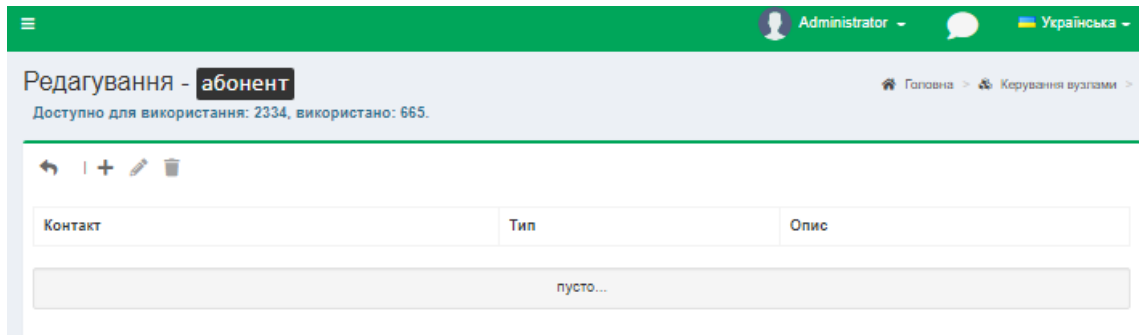 Administrator
Українська
Редагування - абонент
Головна > Керування вузлами >
Доступно для використання: 2334, використано: 665.
Контакт Тип Опис
пусто...